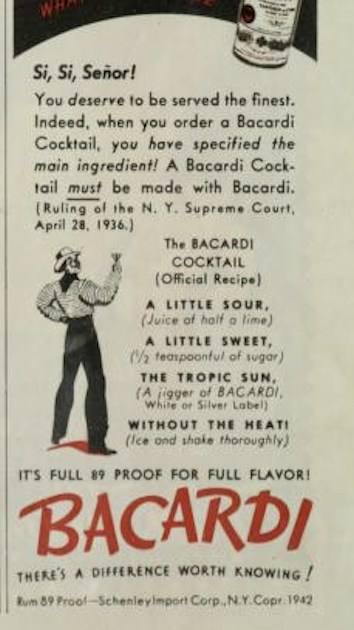 WHAT
Si, Si, Señor!
You deserve to be served the finest.
Indeed, when you order a Bacardi
Cocktail, you have specified the
main ingredient! A Bacardi Cock-
tail must be made with Bacardi.
(Ruling of the N. Y. Supreme Court,
April 28, 1936.)
The BACARDI
COCKTAIL
(Official Recipe)
A LITTLE SOUR,
(Juice of half a lime)
A LITTLE SWEET,
(½ teaspoonful of sugar)
THE TROPIC SUN,
(A jigger of BACARDI,
White or Silver Label)
WITHOUT THE HEAT!
(Ice and shake thoroughly)
IT'S FULL 89 PROOF FOR FULL FLAVOR!
BACARDI
THERE'S A DIFFERENCE WORTH KNOWING!
Rum 89 Proof—Schenley Import Corp., N.Y. Copr. 1942